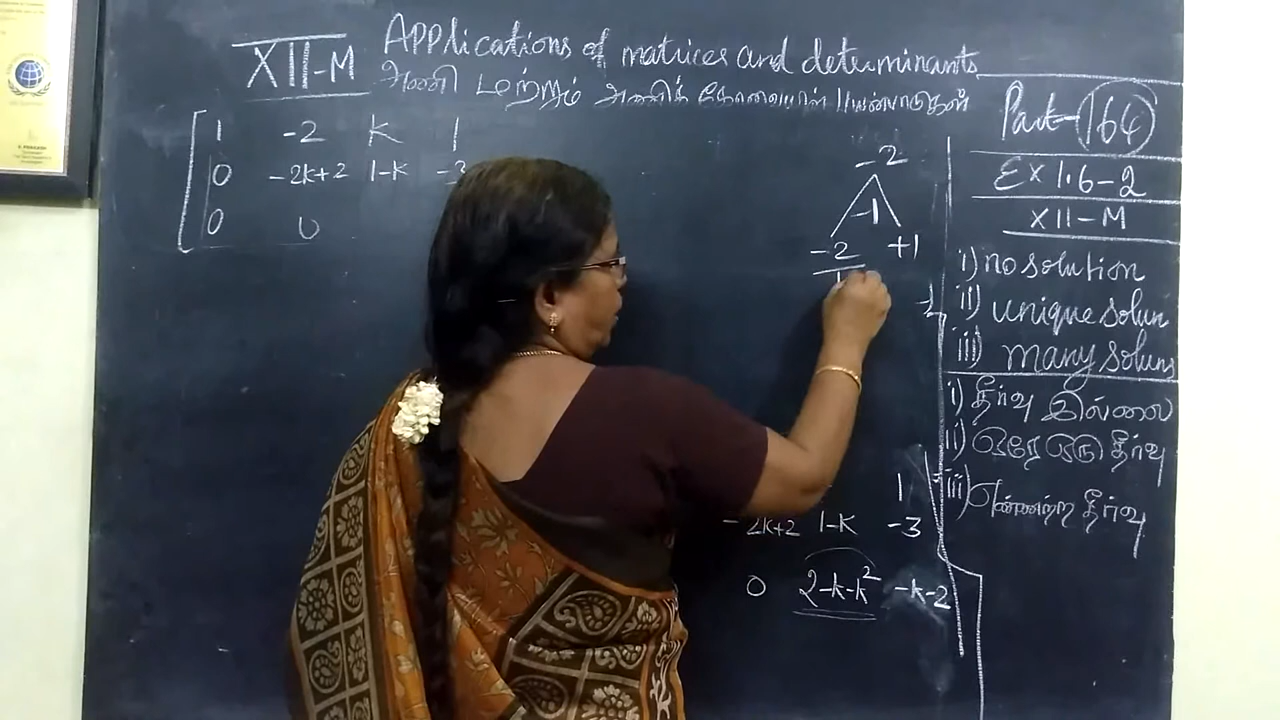 XII-M Applications of matrices and determinants
அணி மற்றும் அணிக் கோவையின் பயன்பாடுகள்
Part-164
Ex 1.6-2
XII-M
i) no solution
ii) unique solun
iii) many soluns
i) தீர்வு இல்லை
ii) ஒரே ஒரு தீர்வு
iii) எண்ணற்ற தீர்வு
1 -2 k 1
0 -2k+2 1-k -3
0 0
-2
-1
-2 +1
1
-2k+2 1-k -3
0 2-k-k² -k-2